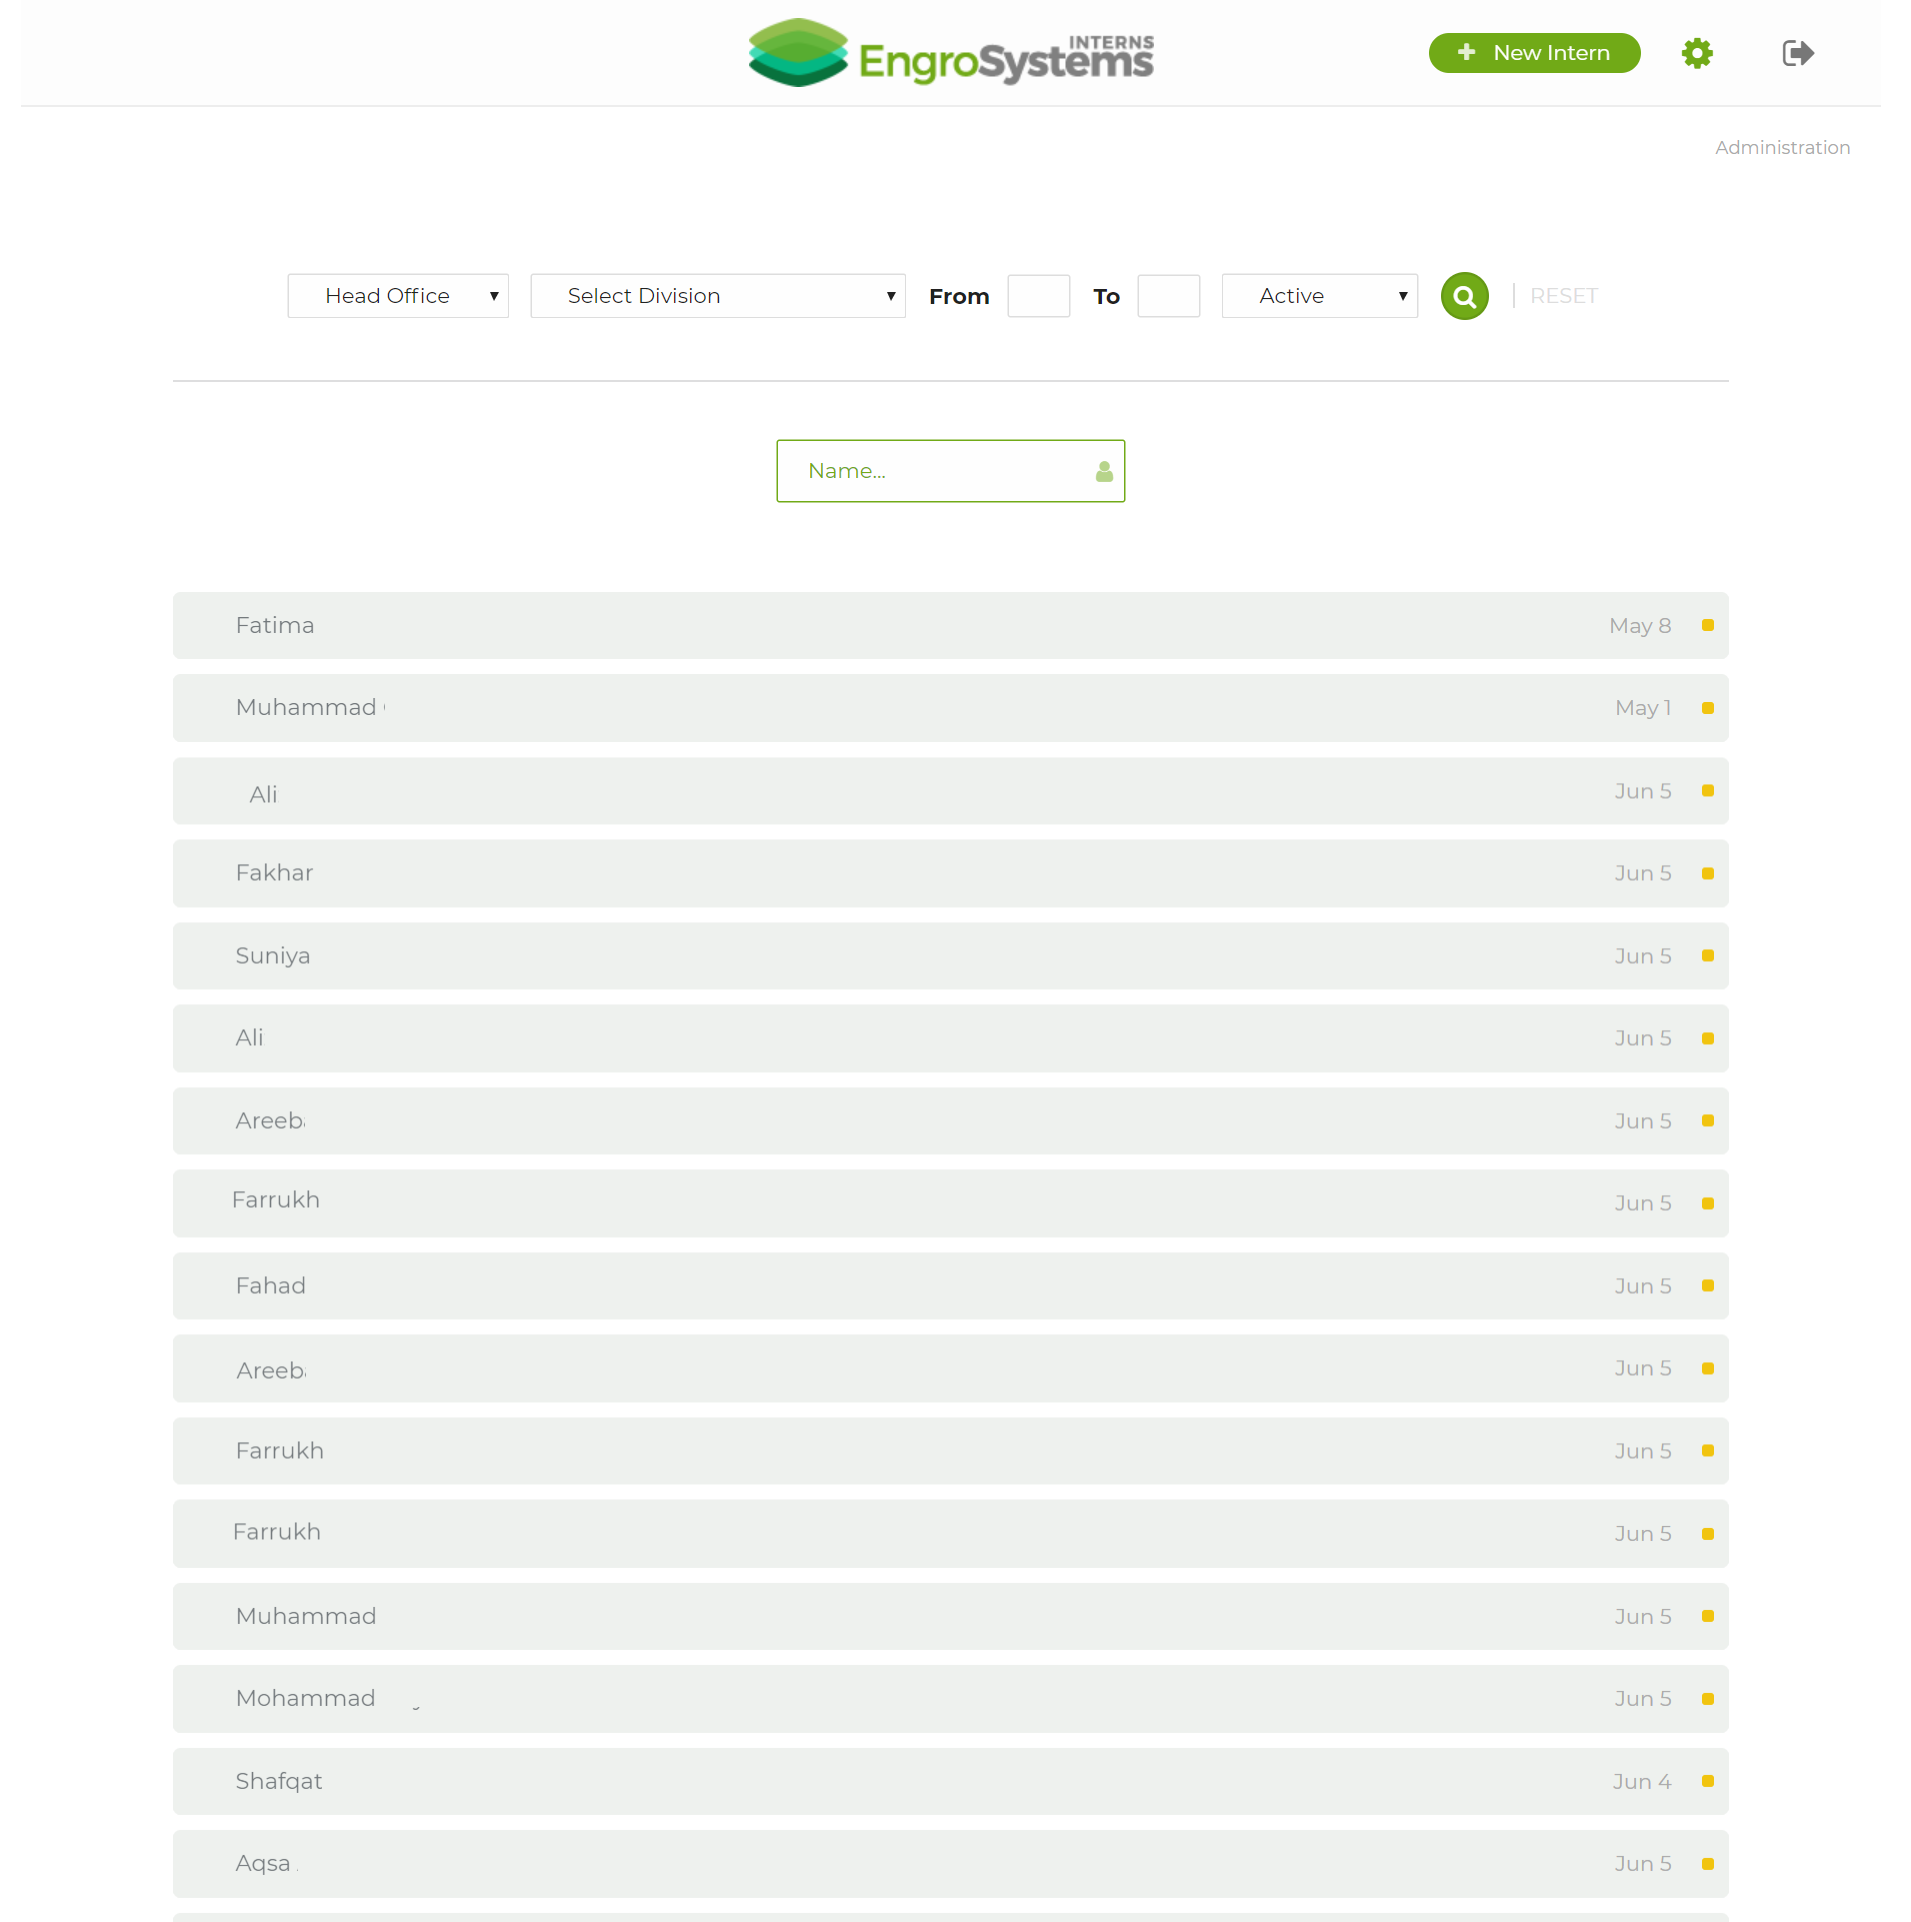 INTERNS
EngroSystems
New Intern
Administration
Head Office Select Division From To Active RESET
Name...
Fatima May 8
Muhammad May 1
Ali Jun 5
Fakhar Jun 5
Suniya Jun 5
Ali Jun 5
Areeba Jun 5
Farrukh Jun 5
Fahad Jun 5
Areeba Jun 5
Farrukh Jun 5
Farrukh Jun 5
Muhammad Jun 5
Mohammad Jun 5
Shafqat Jun 4
Aqsa Jun 5